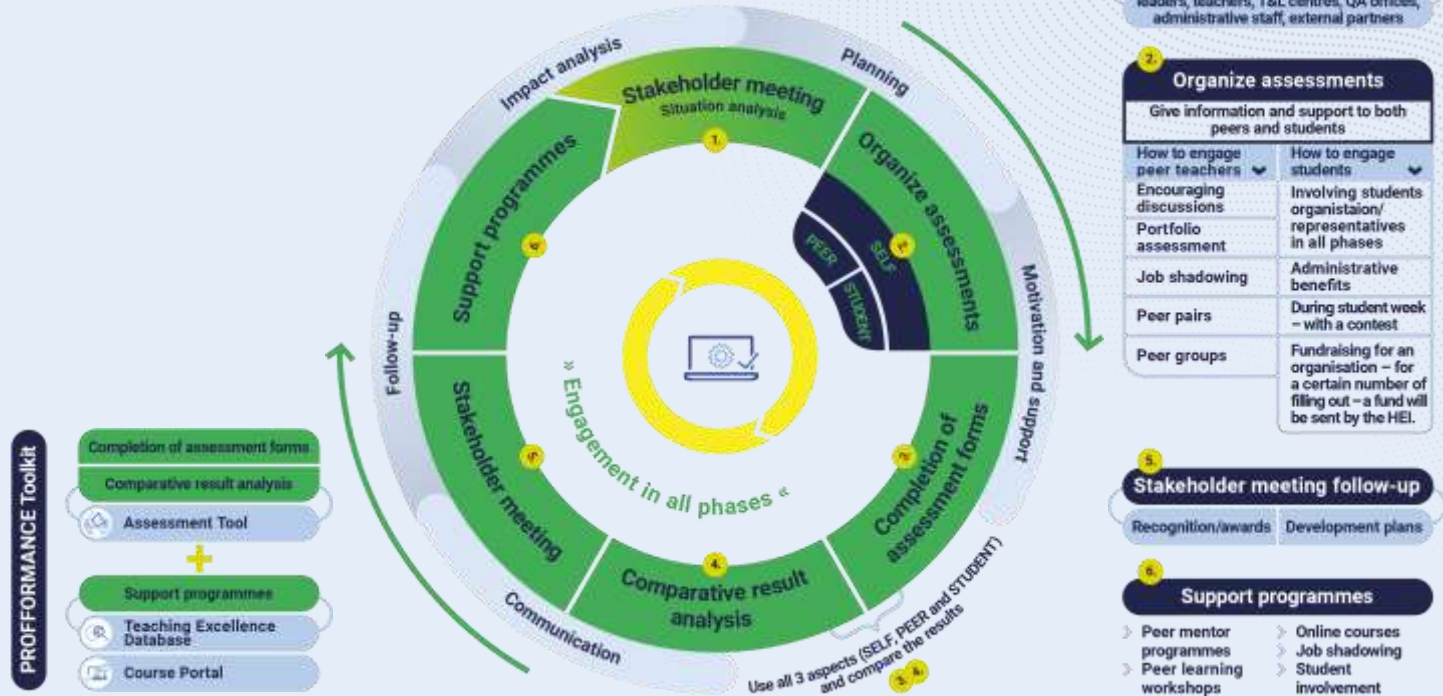 leaders, teachers, T&L centres, QA offices,
administrative staff, external partners
Impact analysis
Planning
Motivation and support
Communication
Follow-up
Stakeholder meeting
Situation analysis
1.
Organize assessments
2.
SELF
PEER
STUDENT
Completion of
assessment forms
3.
Comparative result
analysis
4.
Stakeholder meeting
5.
Support programmes
6.
» Engagement in all phases «
Use all 3 aspects (SELF, PEER and STUDENT)
and compare the results
3. 4.
PROFFORMANCE Toolkit
Completion of assessment forms
Comparative result analysis
Assessment Tool
+
Support programmes
Teaching Excellence
Database
Course Portal
2.
Organize assessments
Give information and support to both
peers and students
How to engage
peer teachers
Encouraging
discussions
Portfolio
assessment
Job shadowing
Peer pairs
Peer groups
How to engage
students
Involving students
organistaion/
representatives
in all phases
Administrative
benefits
During student week
– with a contest
Fundraising for an
organisation – for
a certain number of
filling out – a fund will
be sent by the HEI.
5.
Stakeholder meeting follow-up
Recognition/awards
Development plans
6.
Support programmes
Peer mentor
programmes
Peer learning
workshops
Online courses
Job shadowing
Student
involvement